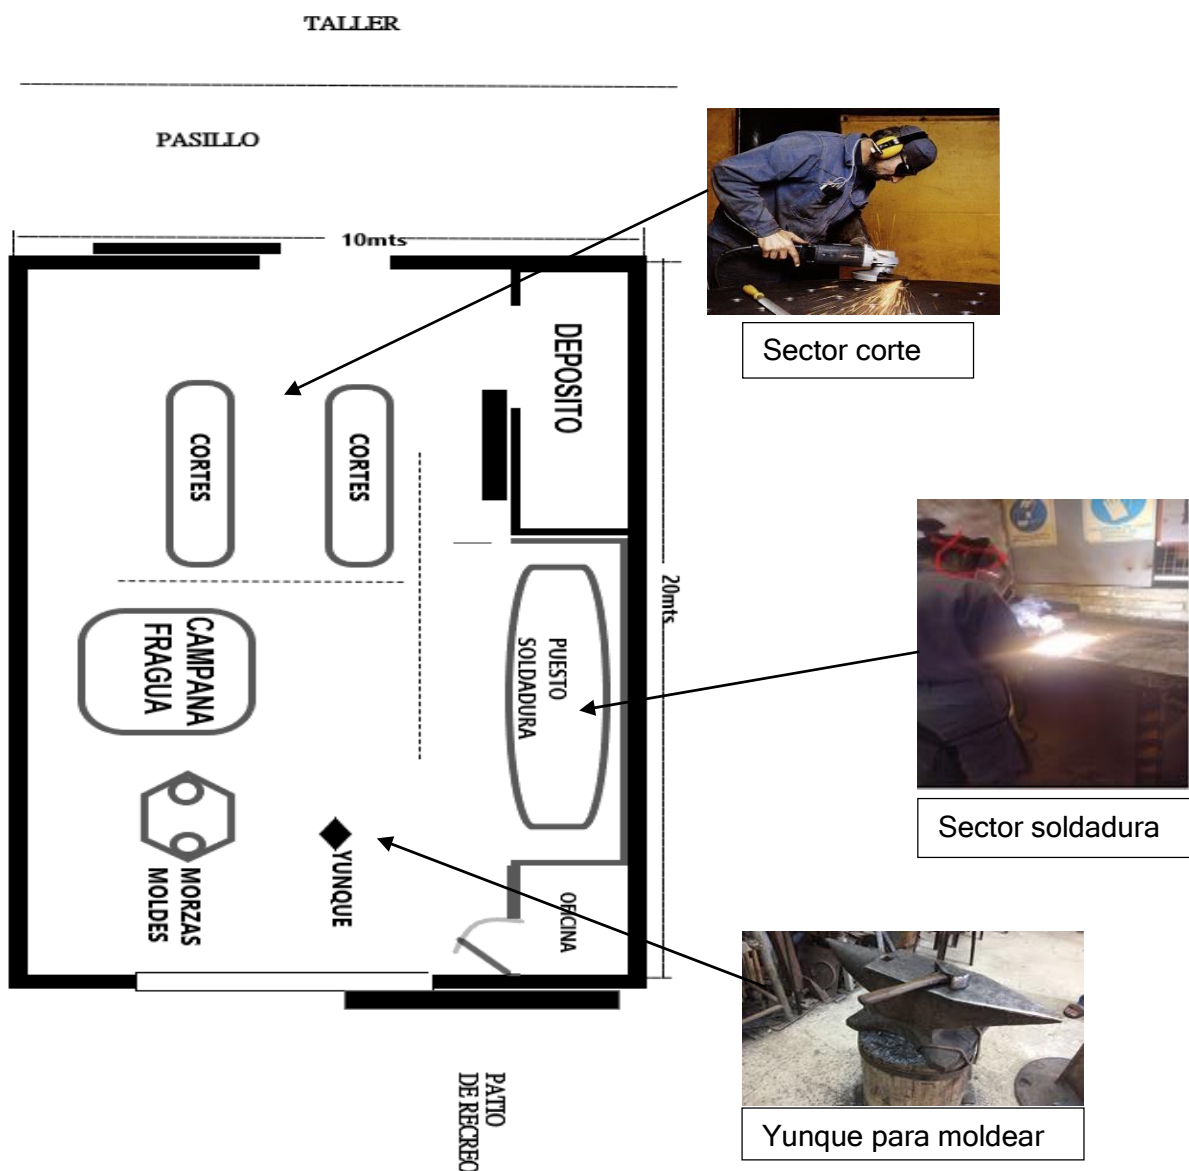 TALLER
PASILLO
10mts
Sector corte
DEPOSITO
CORTES
CORTES
20mts
CAMPANA
FRAGUA
PUESTO
SOLDADURA
Sector soldadura
MORZAS
MOLDES
YUNQUE
OFICINA
PATIO
DE RECREO
Yunque para moldear